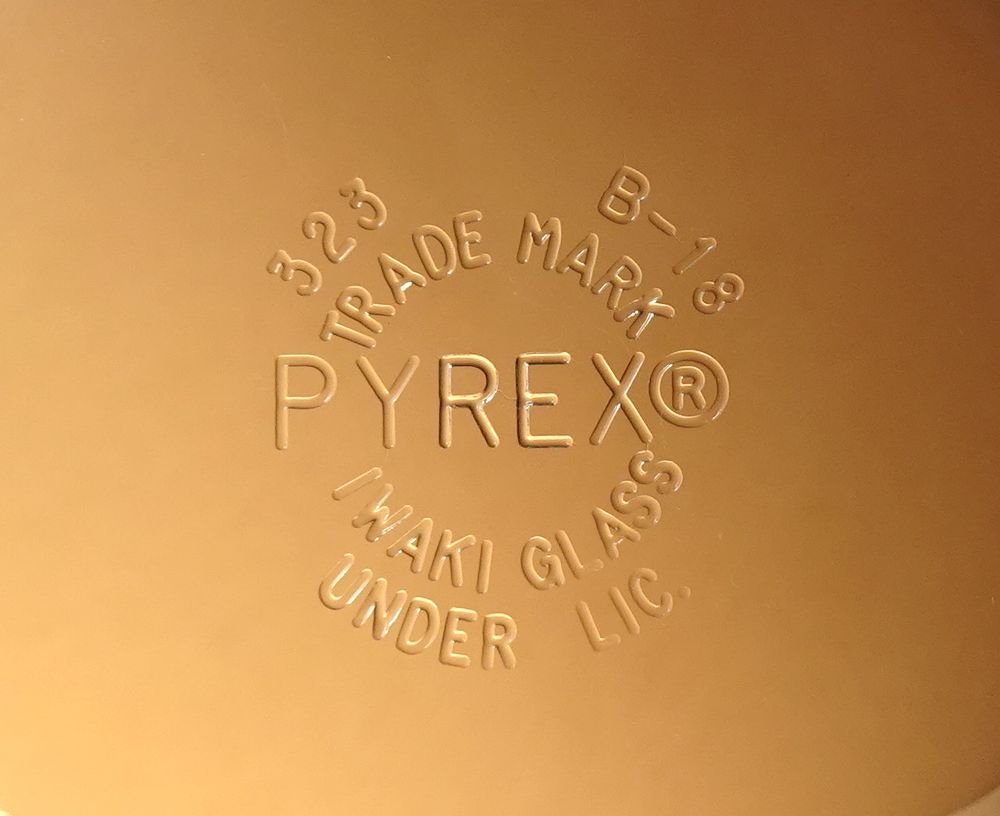 323 B-18
TRADE MARK
PYREX®
IWAKI GLASS
UNDER LIC.